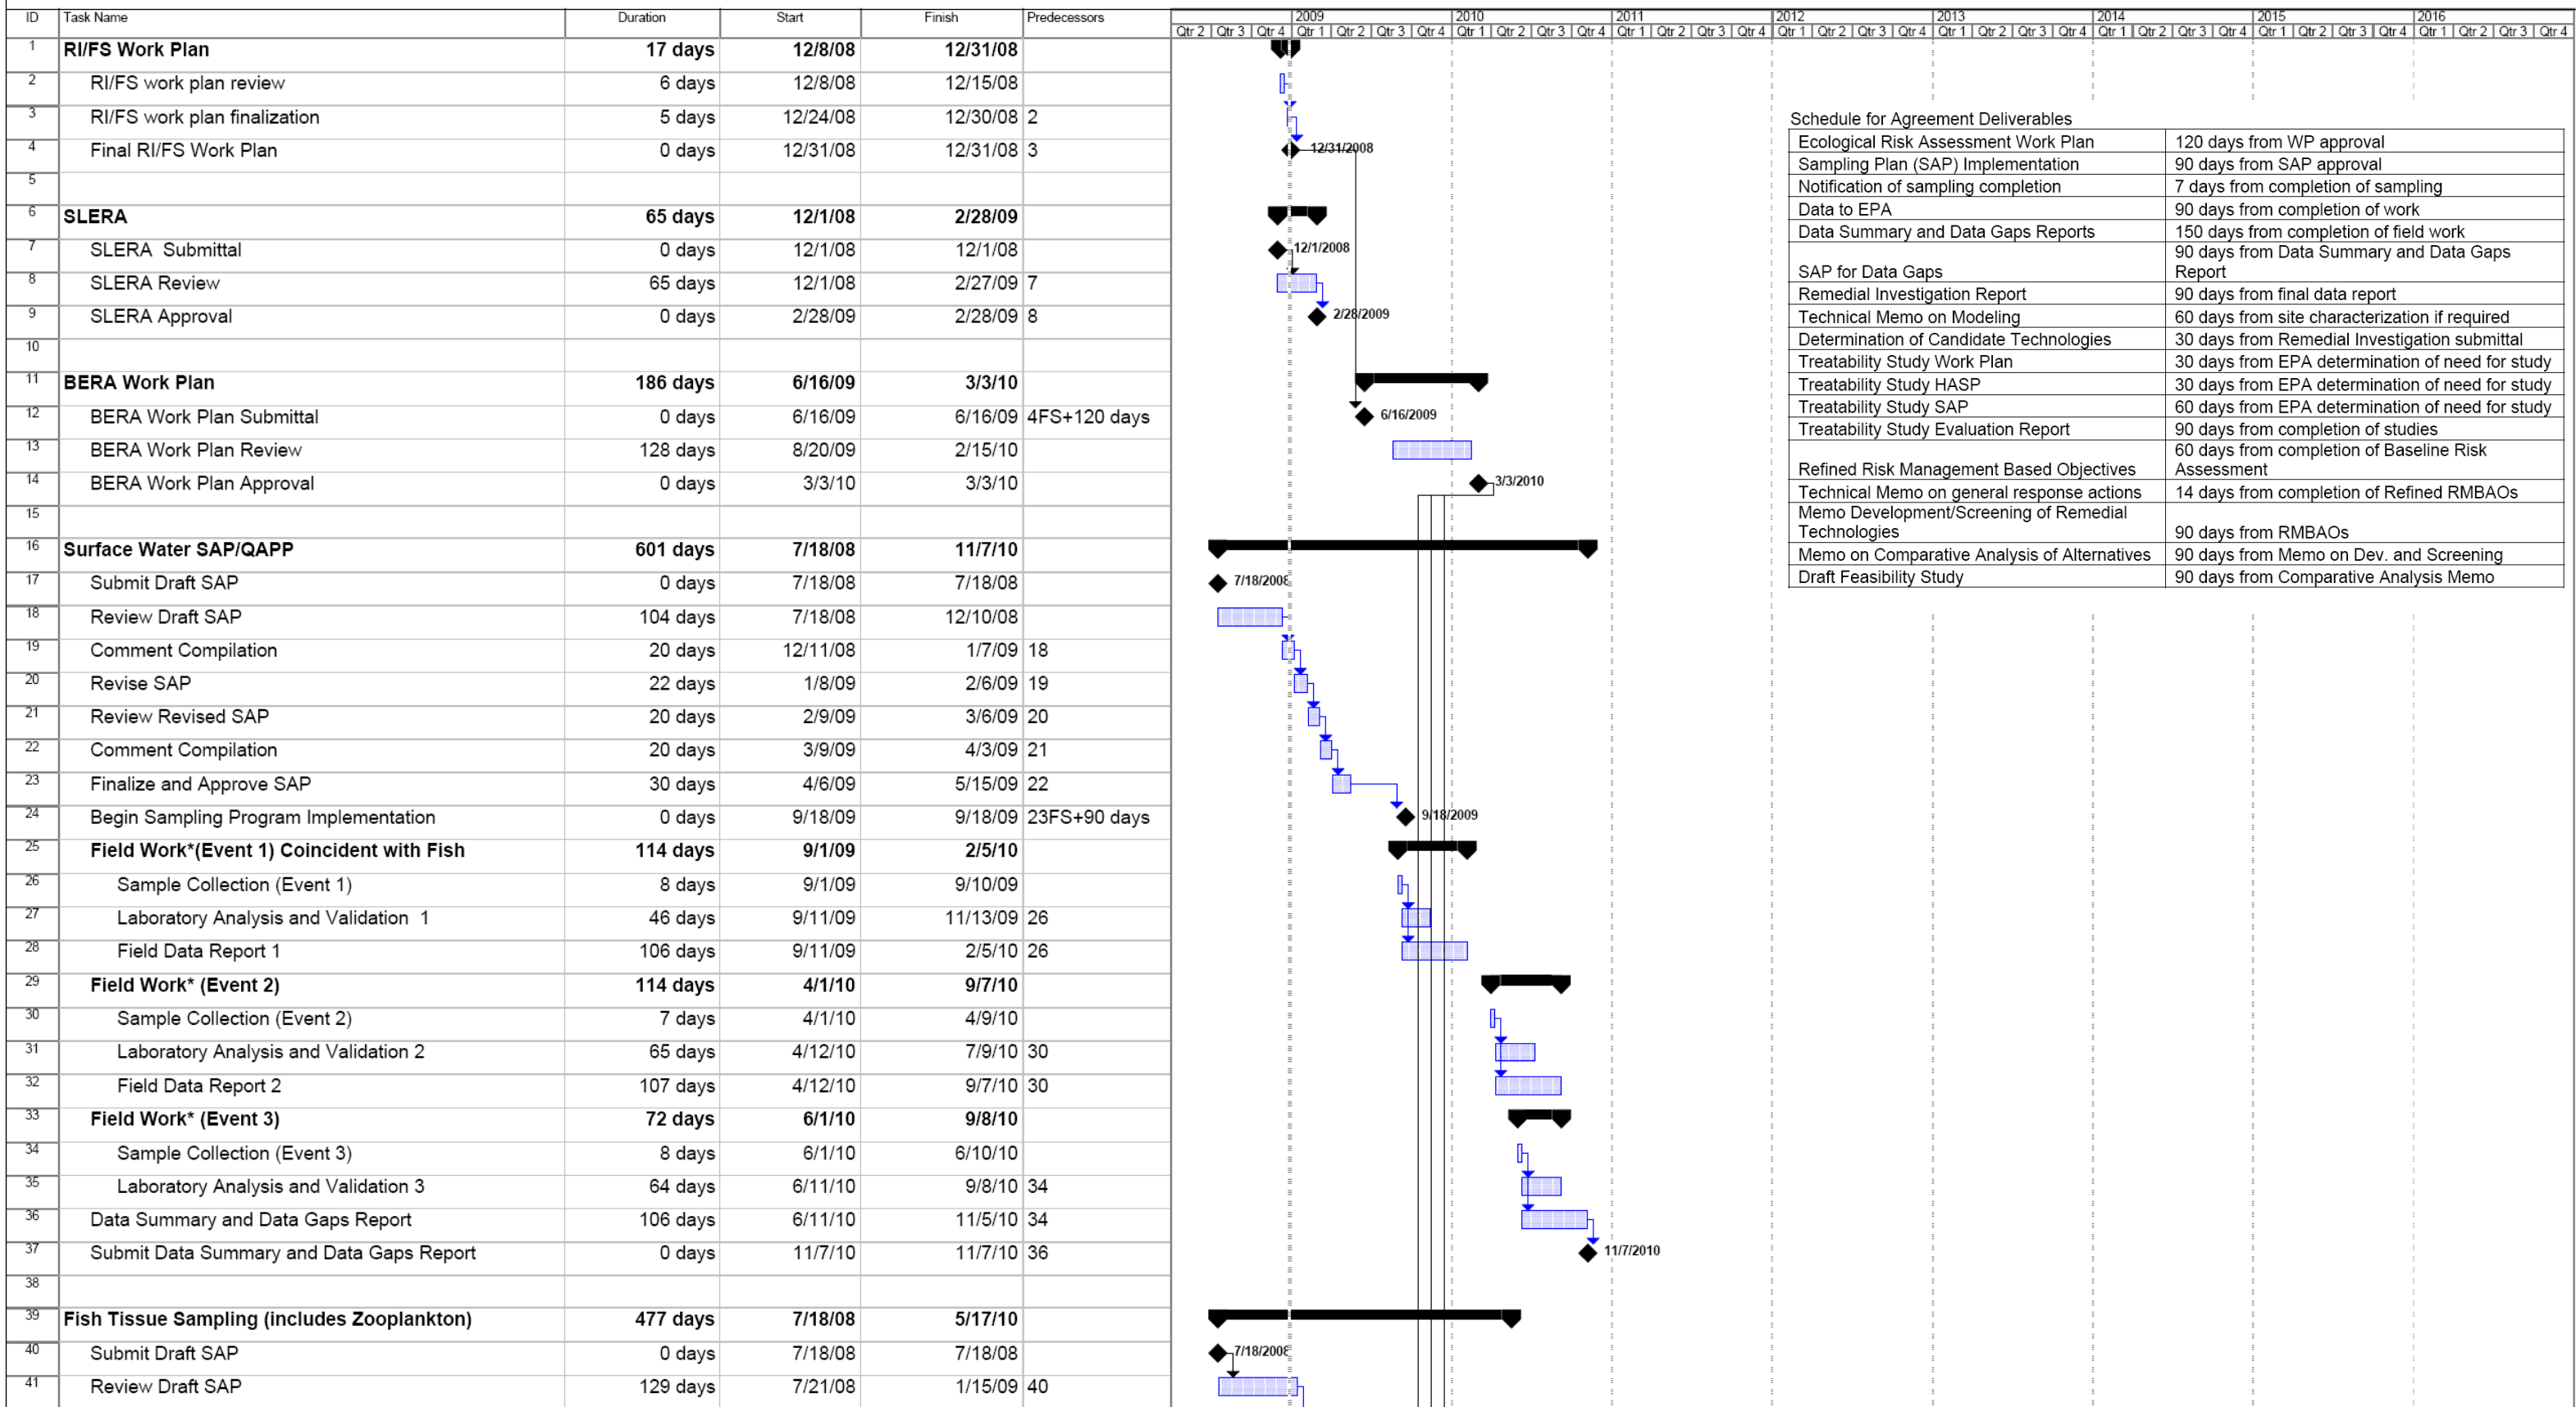 ID Task Name Duration Start Finish Predecessors 2009 2010 2011 2012 2013 2014 2015 2016
Qtr 2 Qtr 3 Qtr 4 Qtr 1 Qtr 2 Qtr 3 Qtr 4 Qtr 1 Qtr 2 Qtr 3 Qtr 4 Qtr 1 Qtr 2 Qtr 3 Qtr 4 Qtr 1 Qtr 2 Qtr 3 Qtr 4 Qtr 1 Qtr 2 Qtr 3 Qtr 4 Qtr 1 Qtr 2 Qtr 3 Qtr 4 Qtr 1 Qtr 2 Qtr 3 Qtr 4 Qtr 1 Qtr 2 Qtr 3 Qtr 4
1 RI/FS Work Plan 17 days 12/8/08 12/31/08
2 RI/FS work plan review 6 days 12/8/08 12/15/08
3 RI/FS work plan finalization 5 days 12/24/08 12/30/08 2
4 Final RI/FS Work Plan 0 days 12/31/08 12/31/08 3 12/31/2008
5
6 SLERA 65 days 12/1/08 2/28/09
7 SLERA Submittal 0 days 12/1/08 12/1/08 12/1/2008
8 SLERA Review 65 days 12/1/08 2/27/09 7
9 SLERA Approval 0 days 2/28/09 2/28/09 8 2/28/2009
10
11 BERA Work Plan 186 days 6/16/09 3/3/10
12 BERA Work Plan Submittal 0 days 6/16/09 6/16/09 4FS+120 days 6/16/2009
13 BERA Work Plan Review 128 days 8/20/09 2/15/10
14 BERA Work Plan Approval 0 days 3/3/10 3/3/10 3/3/2010
15
16 Surface Water SAP/QAPP 601 days 7/18/08 11/7/10
17 Submit Draft SAP 0 days 7/18/08 7/18/08 7/18/2008
18 Review Draft SAP 104 days 7/18/08 12/10/08
19 Comment Compilation 20 days 12/11/08 1/7/09 18
20 Revise SAP 22 days 1/8/09 2/6/09 19
21 Review Revised SAP 20 days 2/9/09 3/6/09 20
22 Comment Compilation 20 days 3/9/09 4/3/09 21
23 Finalize and Approve SAP 30 days 4/6/09 5/15/09 22
24 Begin Sampling Program Implementation 0 days 9/18/09 9/18/09 23FS+90 days 9/18/2009
25 Field Work*(Event 1) Coincident with Fish 114 days 9/1/09 2/5/10
26 Sample Collection (Event 1) 8 days 9/1/09 9/10/09
27 Laboratory Analysis and Validation 1 46 days 9/11/09 11/13/09 26
28 Field Data Report 1 106 days 9/11/09 2/5/10 26
29 Field Work* (Event 2) 114 days 4/1/10 9/7/10
30 Sample Collection (Event 2) 7 days 4/1/10 4/9/10
31 Laboratory Analysis and Validation 2 65 days 4/12/10 7/9/10 30
32 Field Data Report 2 107 days 4/12/10 9/7/10 30
33 Field Work* (Event 3) 72 days 6/1/10 9/8/10
34 Sample Collection (Event 3) 8 days 6/1/10 6/10/10
35 Laboratory Analysis and Validation 3 64 days 6/11/10 9/8/10 34
36 Data Summary and Data Gaps Report 106 days 6/11/10 11/5/10 34
37 Submit Data Summary and Data Gaps Report 0 days 11/7/10 11/7/10 36 11/7/2010
38
39 Fish Tissue Sampling (includes Zooplankton) 477 days 7/18/08 5/17/10
40 Submit Draft SAP 0 days 7/18/08 7/18/08 7/18/2008
41 Review Draft SAP 129 days 7/21/08 1/15/09 40
Schedule for Agreement Deliverables
Ecological Risk Assessment Work Plan 120 days from WP approval
Sampling Plan (SAP) Implementation 90 days from SAP approval
Notification of sampling completion 7 days from completion of sampling
Data to EPA 90 days from completion of work
Data Summary and Data Gaps Reports 150 days from completion of field work
90 days from Data Summary and Data Gaps
SAP for Data Gaps Report
Remedial Investigation Report 90 days from final data report
Technical Memo on Modeling 60 days from site characterization if required
Determination of Candidate Technologies 30 days from Remedial Investigation submittal
Treatability Study Work Plan 30 days from EPA determination of need for study
Treatability Study HASP 30 days from EPA determination of need for study
Treatability Study SAP 60 days from EPA determination of need for study
Treatability Study Evaluation Report 90 days from completion of studies
60 days from completion of Baseline Risk
Refined Risk Management Based Objectives Assessment
Technical Memo on general response actions 14 days from completion of Refined RMBAOs
Memo Development/Screening of Remedial
Technologies 90 days from RMBAOs
Memo on Comparative Analysis of Alternatives 90 days from Memo on Dev. and Screening
Draft Feasibility Study 90 days from Comparative Analysis Memo